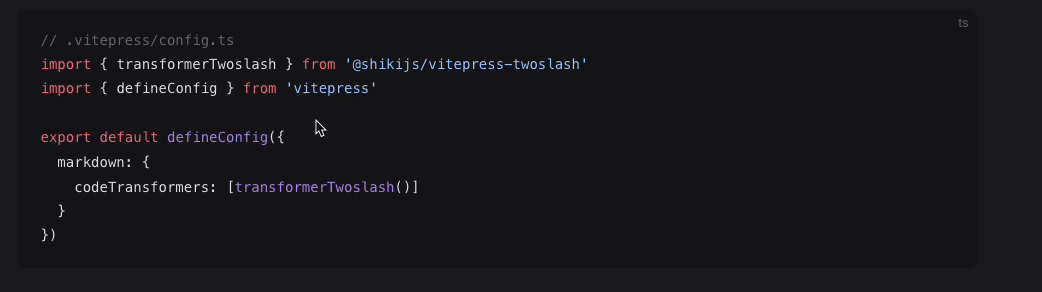 ts
// .vitepress/config.ts
import { transformerTwoslash } from '@shikijs/vitepress-twoslash'
import { defineConfig } from 'vitepress'

export default defineConfig({
  markdown: {
    codeTransformers: [transformerTwoslash()]
  }
})